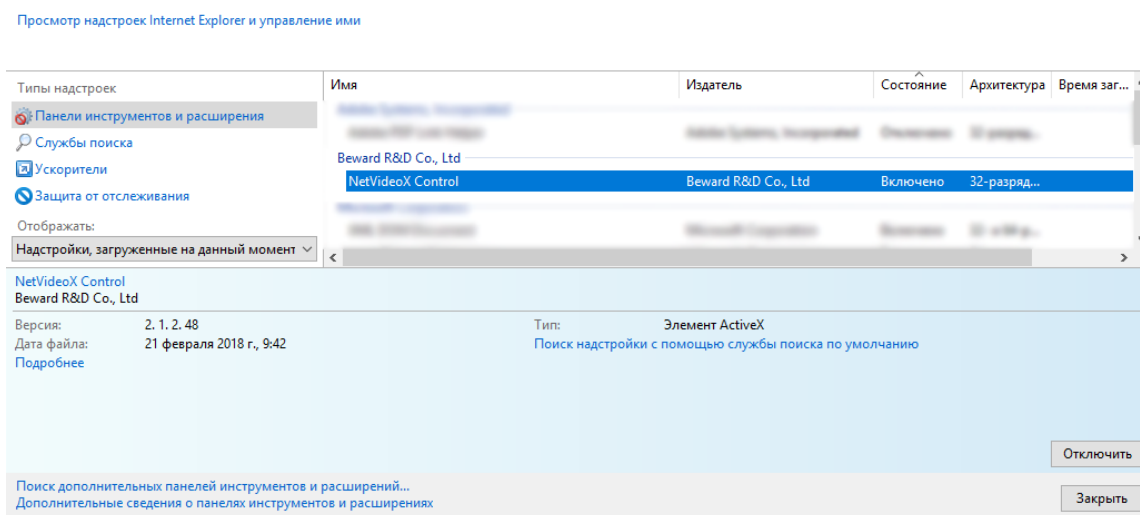 Просмотр надстроек Internet Explorer и управление ими
Типы надстроек
Панели инструментов и расширения
Службы поиска
Ускорители
Защита от отслеживания
Отображать:
Надстройки, загруженные на данный момент
Имя Издатель Состояние Архитектура Время заг...
Beward R&D Co., Ltd
NetVideoX Control Beward R&D Co., Ltd Включено 32-разряд...
NetVideoX Control
Beward R&D Co., Ltd
Версия: 2. 1. 2. 48 Тип: Элемент ActiveX
Дата файла: 21 февраля 2018 г., 9:42 Поиск надстройки с помощью службы поиска по умолчанию
Подробнее
Отключить
Поиск дополнительных панелей инструментов и расширений...
Дополнительные сведения о панелях инструментов и расширениях
Закрыть